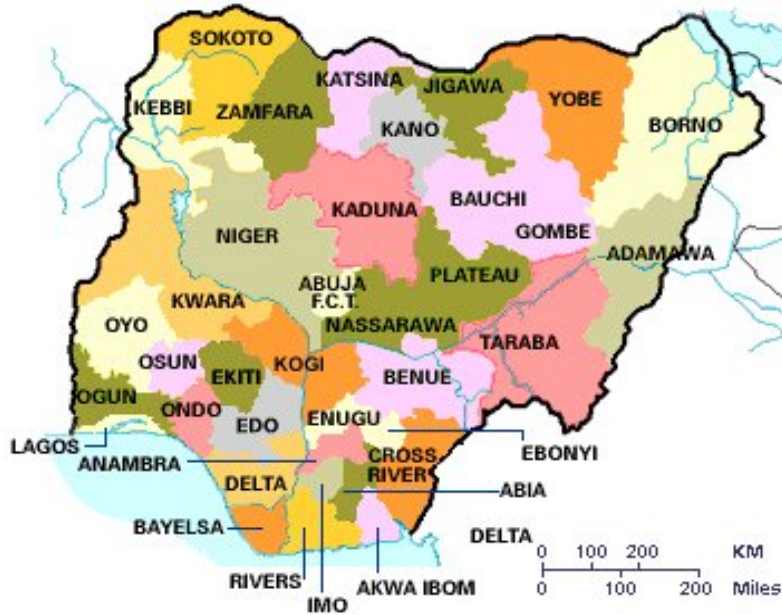 SOKOTO
KATSINA
JIGAWA
YOBE
KEBBI
ZAMFARA
KANO
BORNO
KADUNA
BAUCHI
NIGER
GOMBE
ADAMAWA
PLATEAU
ABUJA
F.C.T.
KWARA
OYO
NASSARAWA
TARABA
OSUN
EKITI
KOGI
BENUE
OGUN
ONDO
EDO
ENUGU
LAGOS
EBONYI
ANAMBRA
CROSS
RIVER
DELTA
ABIA
BAYELSA
DELTA
RIVERS
AKWA IBOM
IMO
0 100 200 KM
0 100 200 Miles